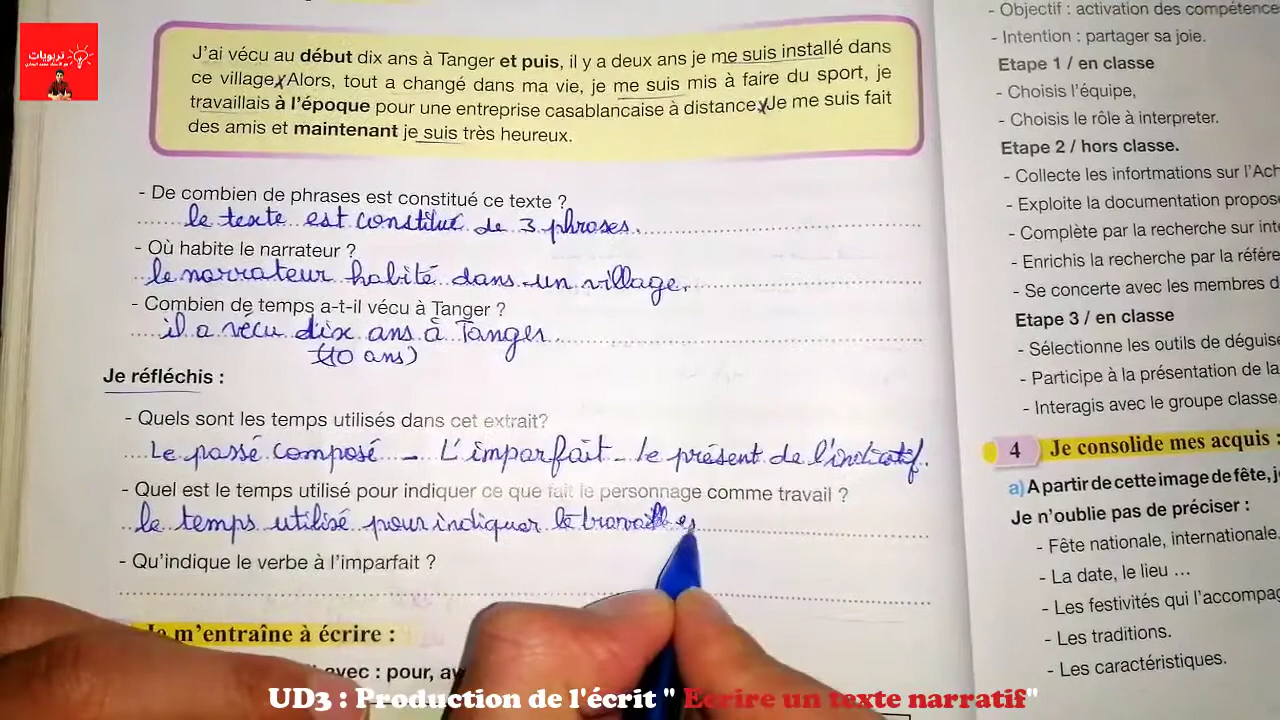 تربويات
J'ai vécu au début dix ans à Tanger et puis, il y a deux ans je me suis installé dans
ce village. Alors, tout a changé dans ma vie, je me suis mis à faire du sport, je
travaillais à l'époque pour une entreprise casablancaise à distance. Je me suis fait
des amis et maintenant je suis très heureux.
- De combien de phrases est constitué ce texte ?
le texte est constitué de 3 phrases.
- Où habite le narrateur ?
le narrateur habité dans un village.
- Combien de temps a-t-il vécu à Tanger ?
il a vécu dix ans à Tanger.
(10 ans)
Je réfléchis :
- Quels sont les temps utilisés dans cet extrait?
Le passé composé - L'imparfait - le présent de l'indicatif.
- Quel est le temps utilisé pour indiquer ce que fait le personnage comme travail ?
le temps utilisé pour indiquer le travail es
- Qu'indique le verbe à l'imparfait ?
Je m'entraîne à écrire :
avec : pour, av
- Objectif : activation des compétence
- Intention : partager sa joie.
Etape 1 / en classe
- Choisis l'équipe,
- Choisis le rôle à interpreter.
Etape 2 / hors classe.
- Collecte les infortmations sur l'Ach
- Exploite la documentation propos
- Complète par la recherche sur inte
- Enrichis la recherche par la référe
- Se concerte avec les membres d
Etape 3 / en classe
- Sélectionne les outils de déguise
- Participe à la présentation de la
- Interagis avec le groupe classe.
4 Je consolide mes acquis :
a) A partir de cette image de fête, je
Je n'oublie pas de préciser :
- Fête nationale, internationale.
- La date, le lieu ...
- Les festivités qui l'accompag
- Les traditions.
- Les caractéristiques.
UD3 : Production de l'écrit " Ecrire un texte narratif"